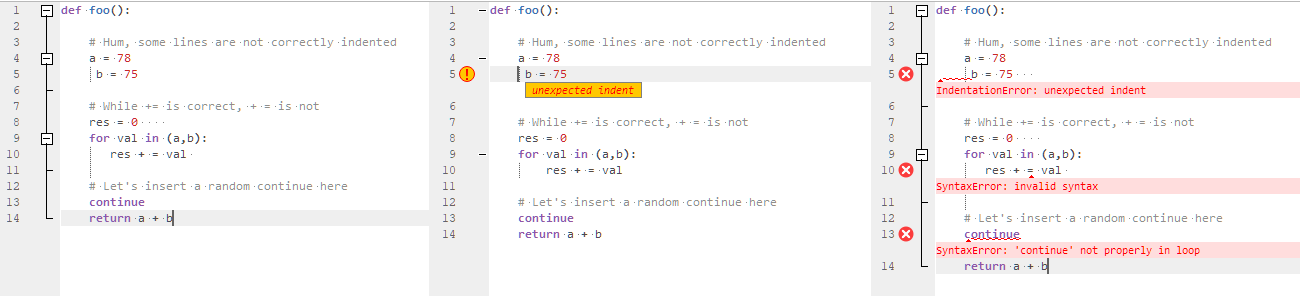 1 def foo():
2
3 # Hum, some lines are not correctly indented
4 a = 78
5 b = 75
6
7 # While += is correct, + = is not
8 res = 0
9 for val in (a,b):
10 res + = val
11
12 # Let's insert a random continue here
13 continue
14 return a + b
1 def foo():
2
3 # Hum, some lines are not correctly indented
4 a = 78
5 b = 75
unexpected indent
6
7 # While += is correct, + = is not
8 res = 0
9 for val in (a,b):
10 res + = val
11
12 # Let's insert a random continue here
13 continue
14 return a + b
1 def foo():
2
3 # Hum, some lines are not correctly indented
4 a = 78
5 b = 75
IndentationError: unexpected indent
6
7 # While += is correct, + = is not
8 res = 0
9 for val in (a,b):
10 res + = val
SyntaxError: invalid syntax
11
12 # Let's insert a random continue here
13 continue
SyntaxError: 'continue' not properly in loop
14 return a + b